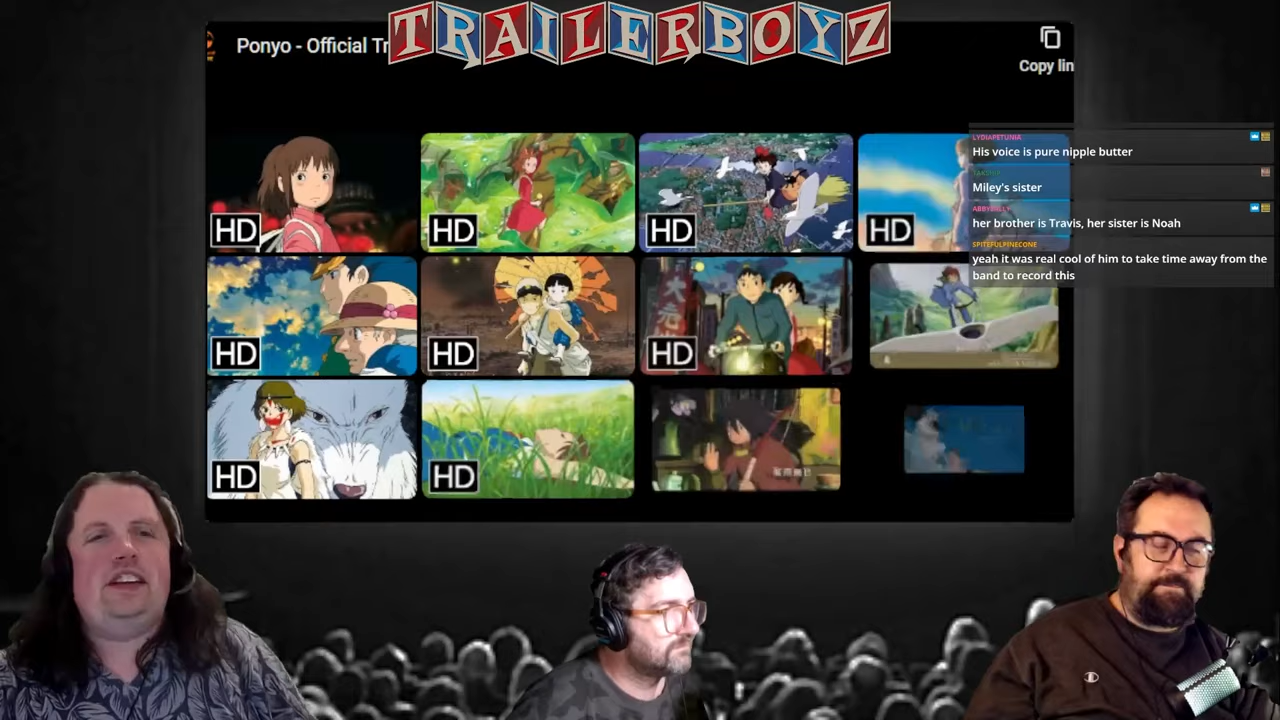 TRAILERBOYZ
Ponyo - Official Tr
Copy lin
HD
HD
HD
HD
HD
HD
HD
HD
HD
LYDIAPETUNIA
His voice is pure nipple butter
Miley's sister
her brother is Travis, her sister is Noah
SPITEFULPINECONE
yeah it was real cool of him to take time away from the
band to record this